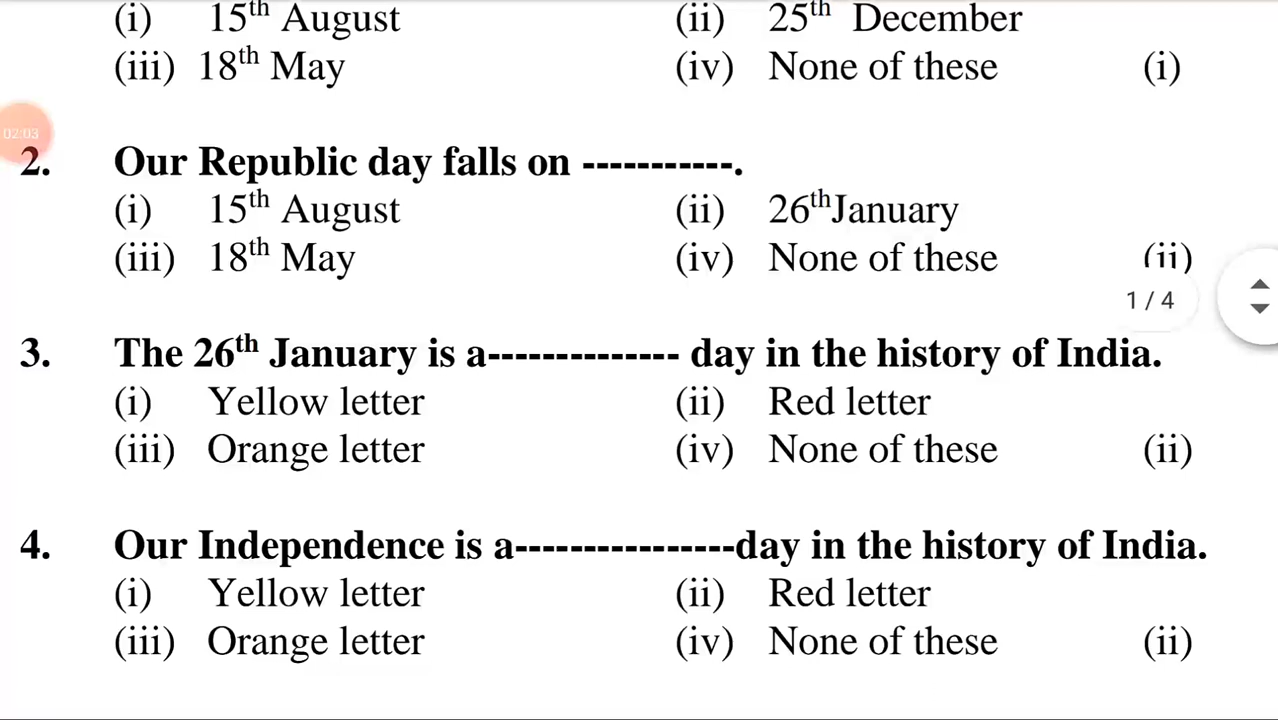 (i) 15th August (ii) 25th December
(iii) 18th May (iv) None of these (i)
02:03
2. Our Republic day falls on -----------.
(i) 15th August (ii) 26thJanuary
(iii) 18th May (iv) None of these (ii)
1 / 4
3. The 26th January is a-------------- day in the history of India.
(i) Yellow letter (ii) Red letter
(iii) Orange letter (iv) None of these (ii)
4. Our Independence is a----------------day in the history of India.
(i) Yellow letter (ii) Red letter
(iii) Orange letter (iv) None of these (ii)